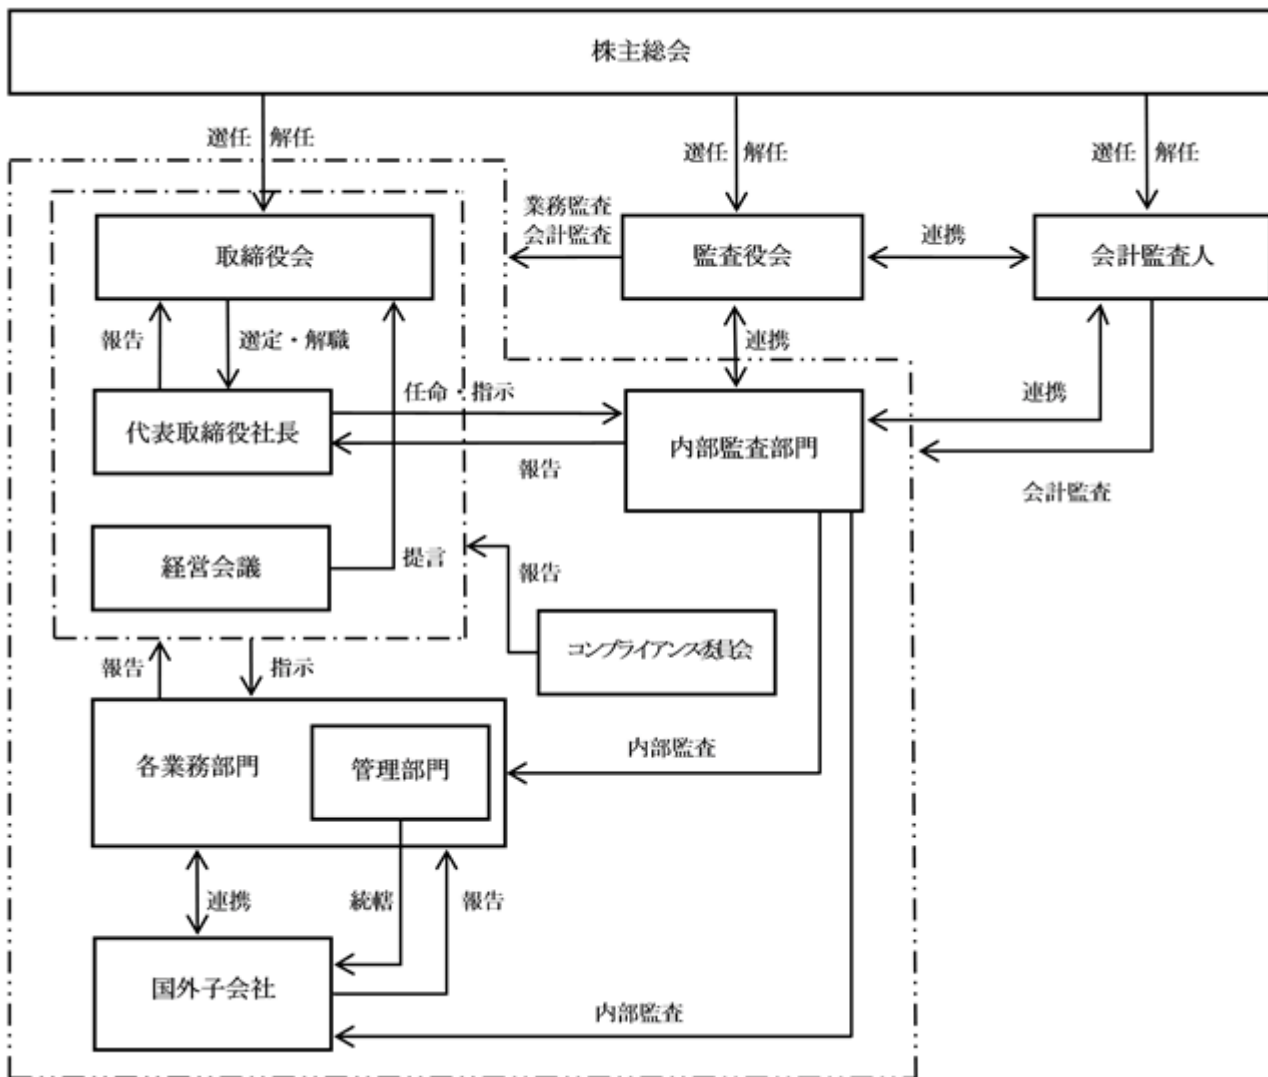 株主総会
選任 解任
選任 解任
選任 解任
業務監査
会計監査
取締役会
監査役会
連携
会計監査人
報告
選定・解職
連携
任命・指示
連携
代表取締役社長
内部監査部門
報告
会計監査
経営会議
提言
報告
コンプライアンス委員会
報告
指示
内部監査
各業務部門
管理部門
連携
統轄
報告
国外子会社
内部監査